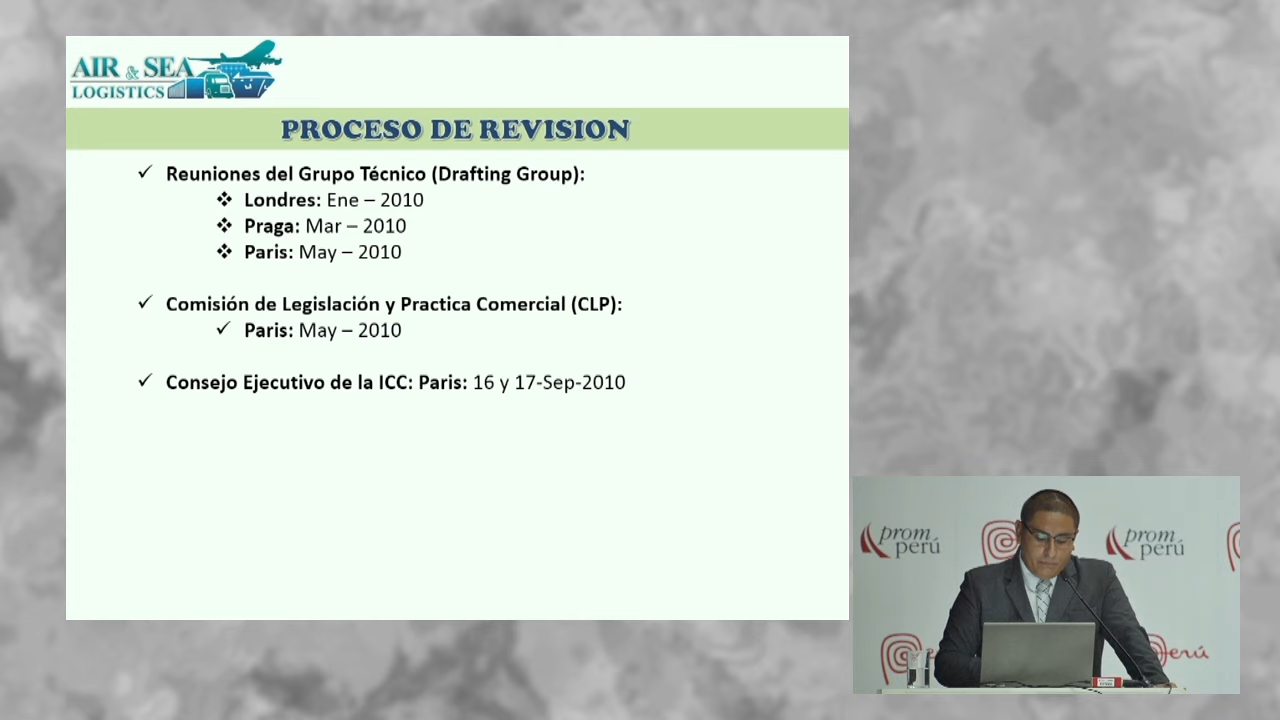 AIR & SEA
LOGISTICS
PROCESO DE REVISION
✓ Reuniones del Grupo Técnico (Drafting Group):
❖ Londres: Ene – 2010
❖ Praga: Mar – 2010
❖ Paris: May – 2010
✓ Comisión de Legislación y Practica Comercial (CLP):
✓ Paris: May – 2010
✓ Consejo Ejecutivo de la ICC: Paris: 16 y 17-Sep-2010
prom
perú
prom
perú